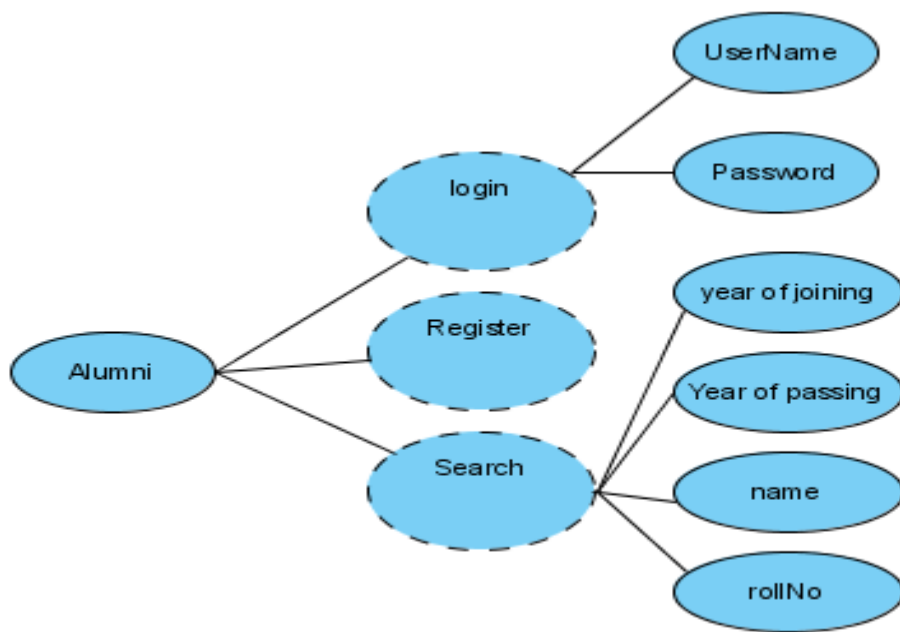 UserName
Password
login
year of joining
Register
Alumni
Year of passing
Search
name
rollNo